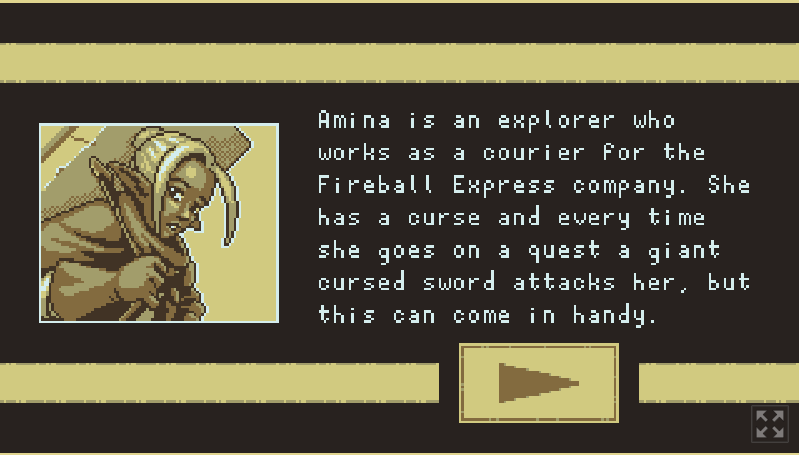 Amina is an explorer who
works as a courier for the
Fireball Express company. She
has a curse and every time
she goes on a quest a giant
cursed sword attacks her, but
this can come in handy.